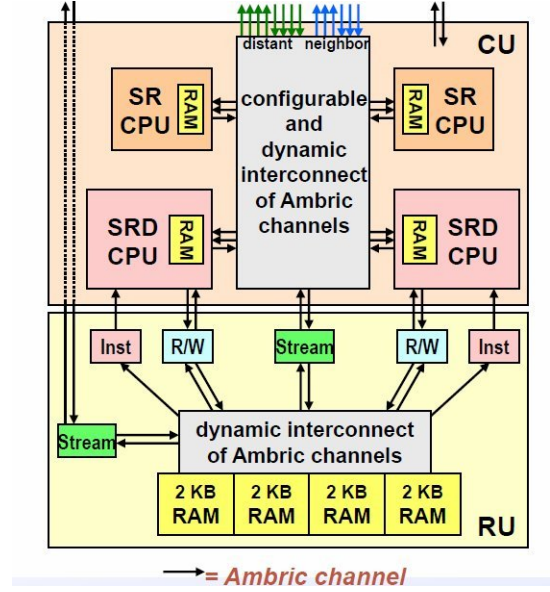 distant neighbor
CU
SR
CPU
RAM
configurable
and
dynamic
interconnect
of Ambric
channels
RAM
SR
CPU
SRD
CPU
RAM
RAM
SRD
CPU
Inst
R/W
Stream
R/W
Inst
Stream
dynamic interconnect
of Ambric channels
2 KB
RAM
2 KB
RAM
2 KB
RAM
2 KB
RAM
RU
= Ambric channel